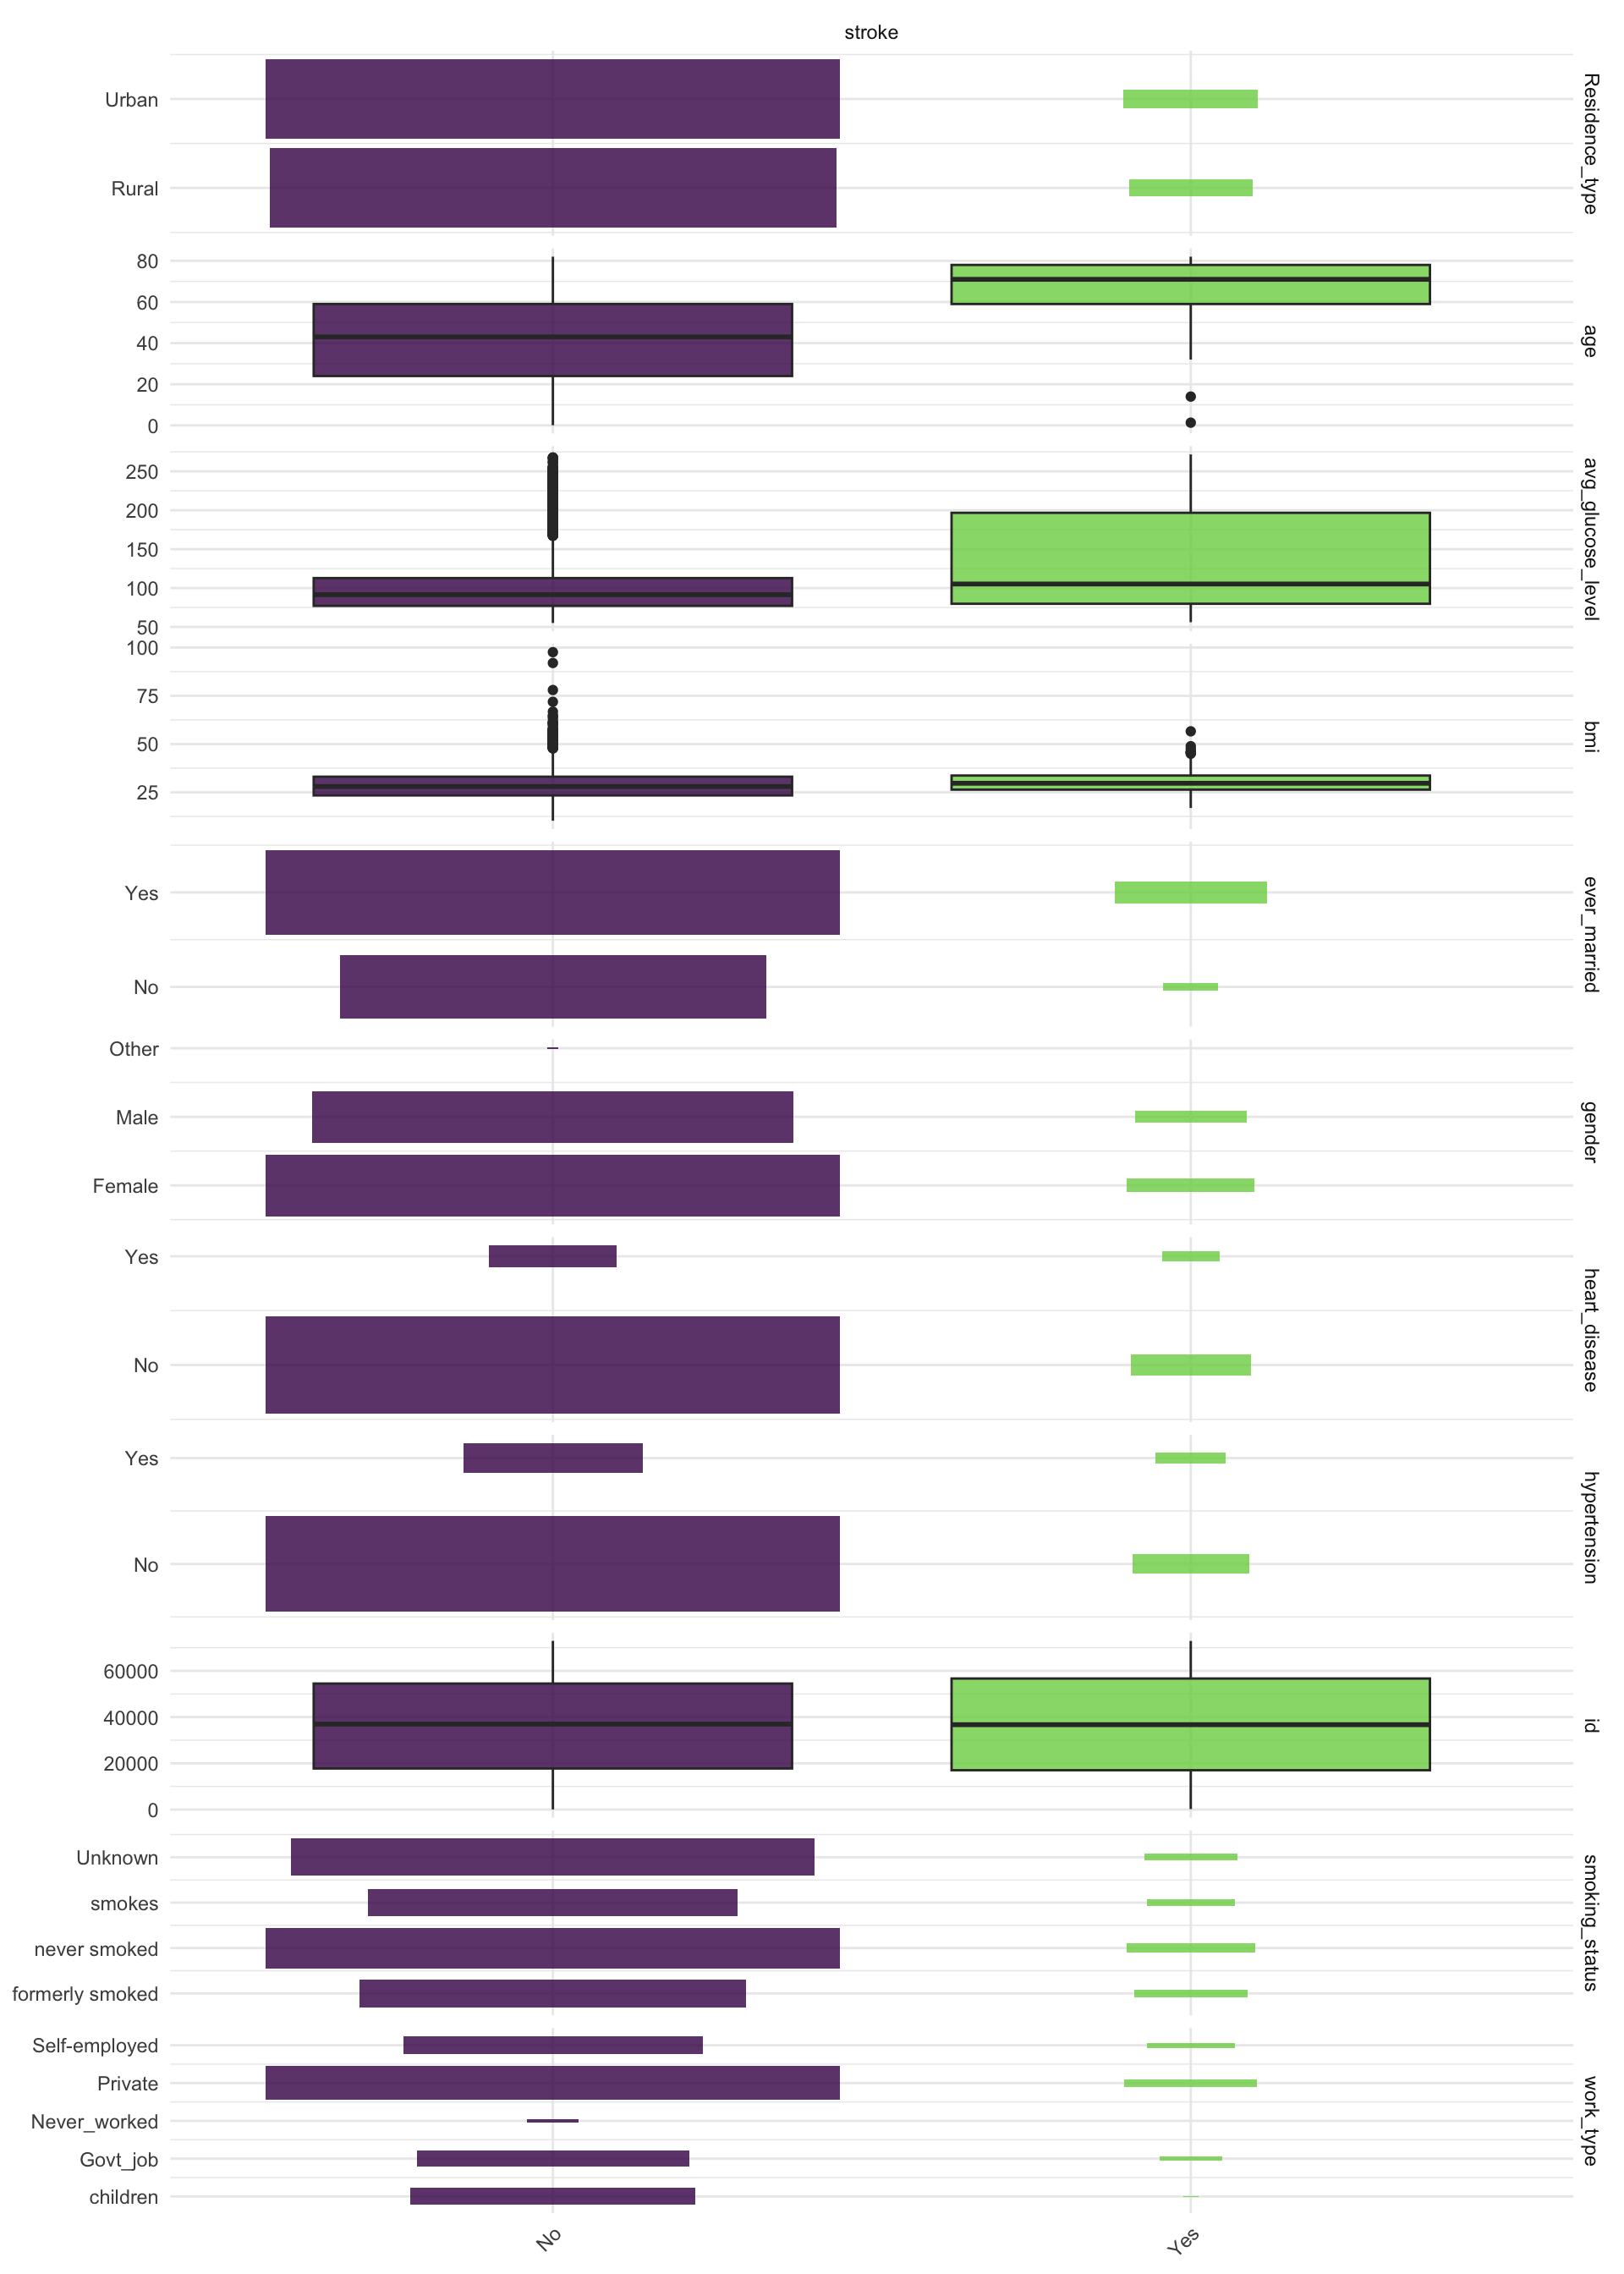 stroke
Urban
Rural
Residence_type
80
60
40
20
0
age
250
200
150
100
50
avg_glucose_level
100
75
50
25
bmi
Yes
No
ever_married
Other
Male
Female
gender
Yes
No
heart_disease
Yes
No
hypertension
60000
40000
20000
0
id
Unknown
smokes
never smoked
formerly smoked
smoking_status
Self-employed
Private
Never_worked
Govt_job
children
work_type
No
Yes